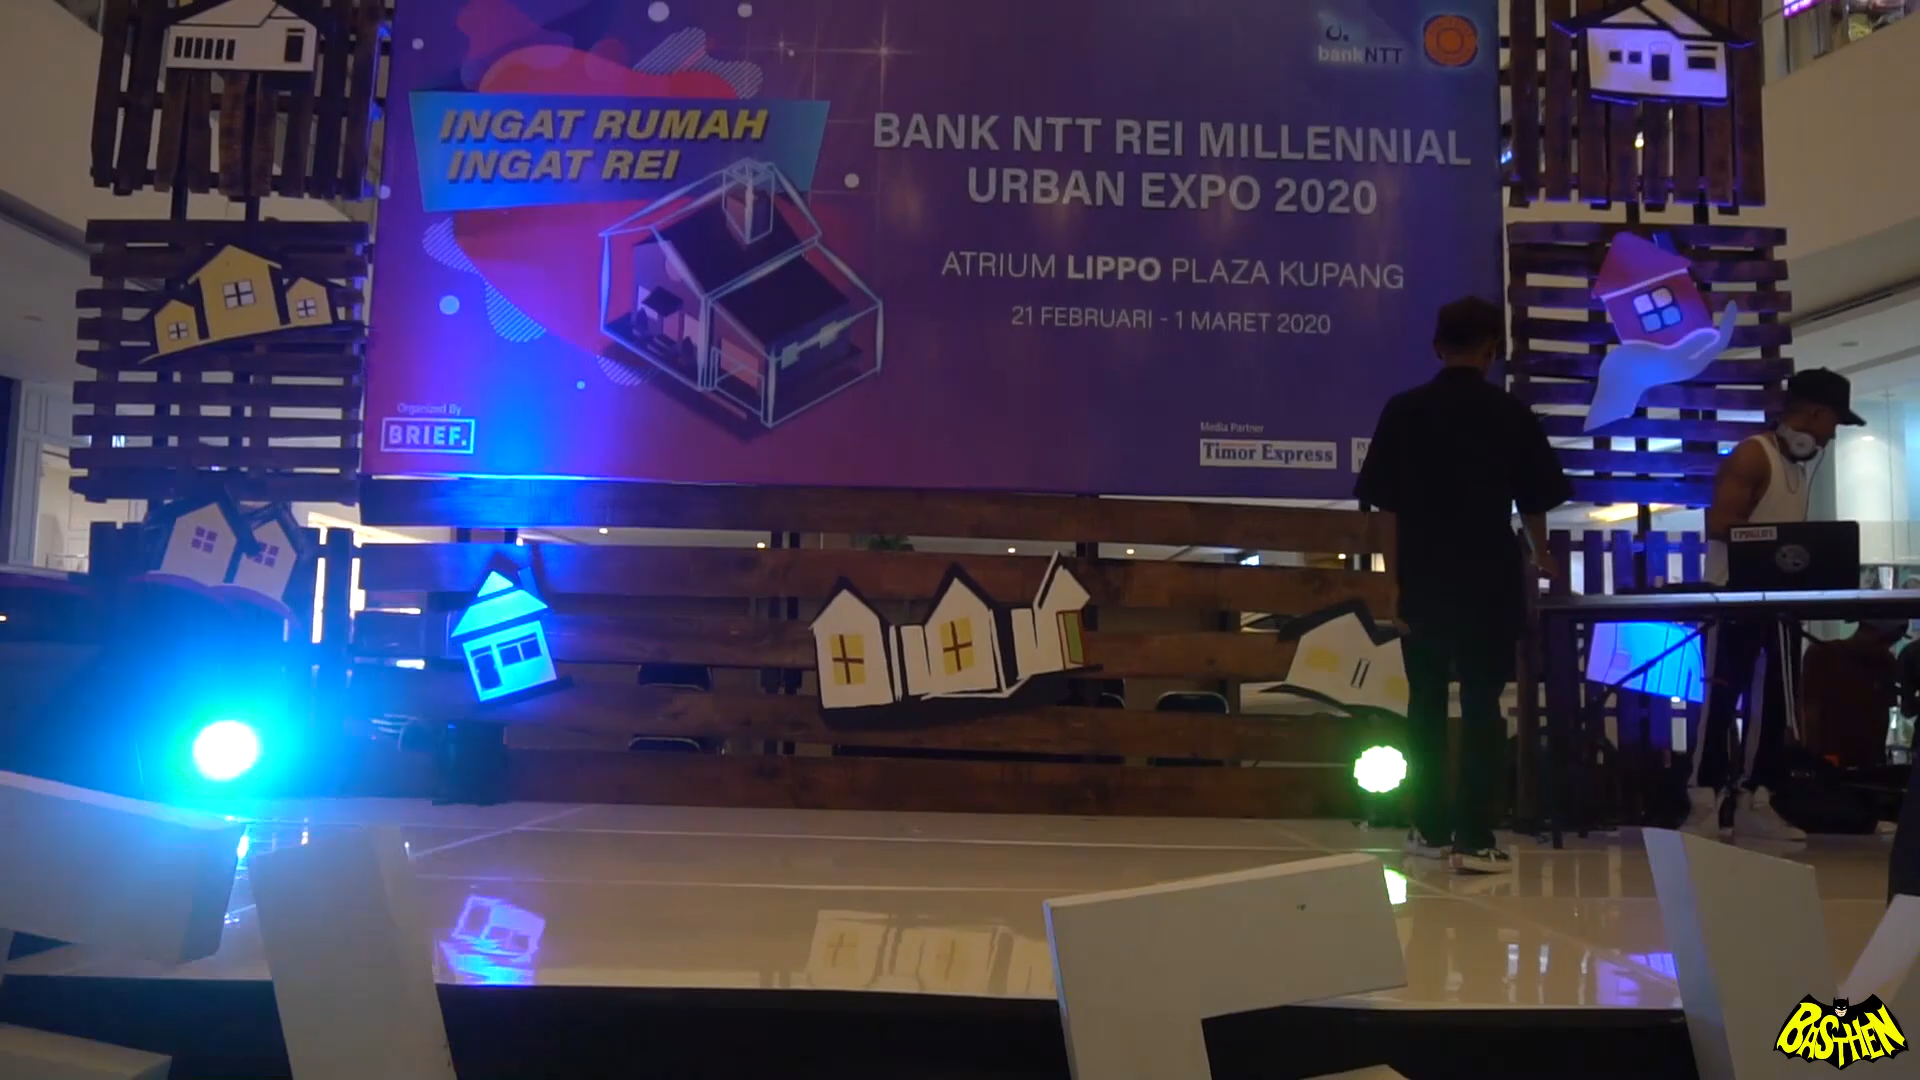 bankNTT
INGAT RUMAH
INGAT REI
BANK NTT REI MILLENNIAL
URBAN EXPO 2020
ATRIUM LIPPO PLAZA KUPANG
21 FEBRUARI - 1 MARET 2020
Organized By
BRIEF.
Media Partner
Timor Express
BASTHEN